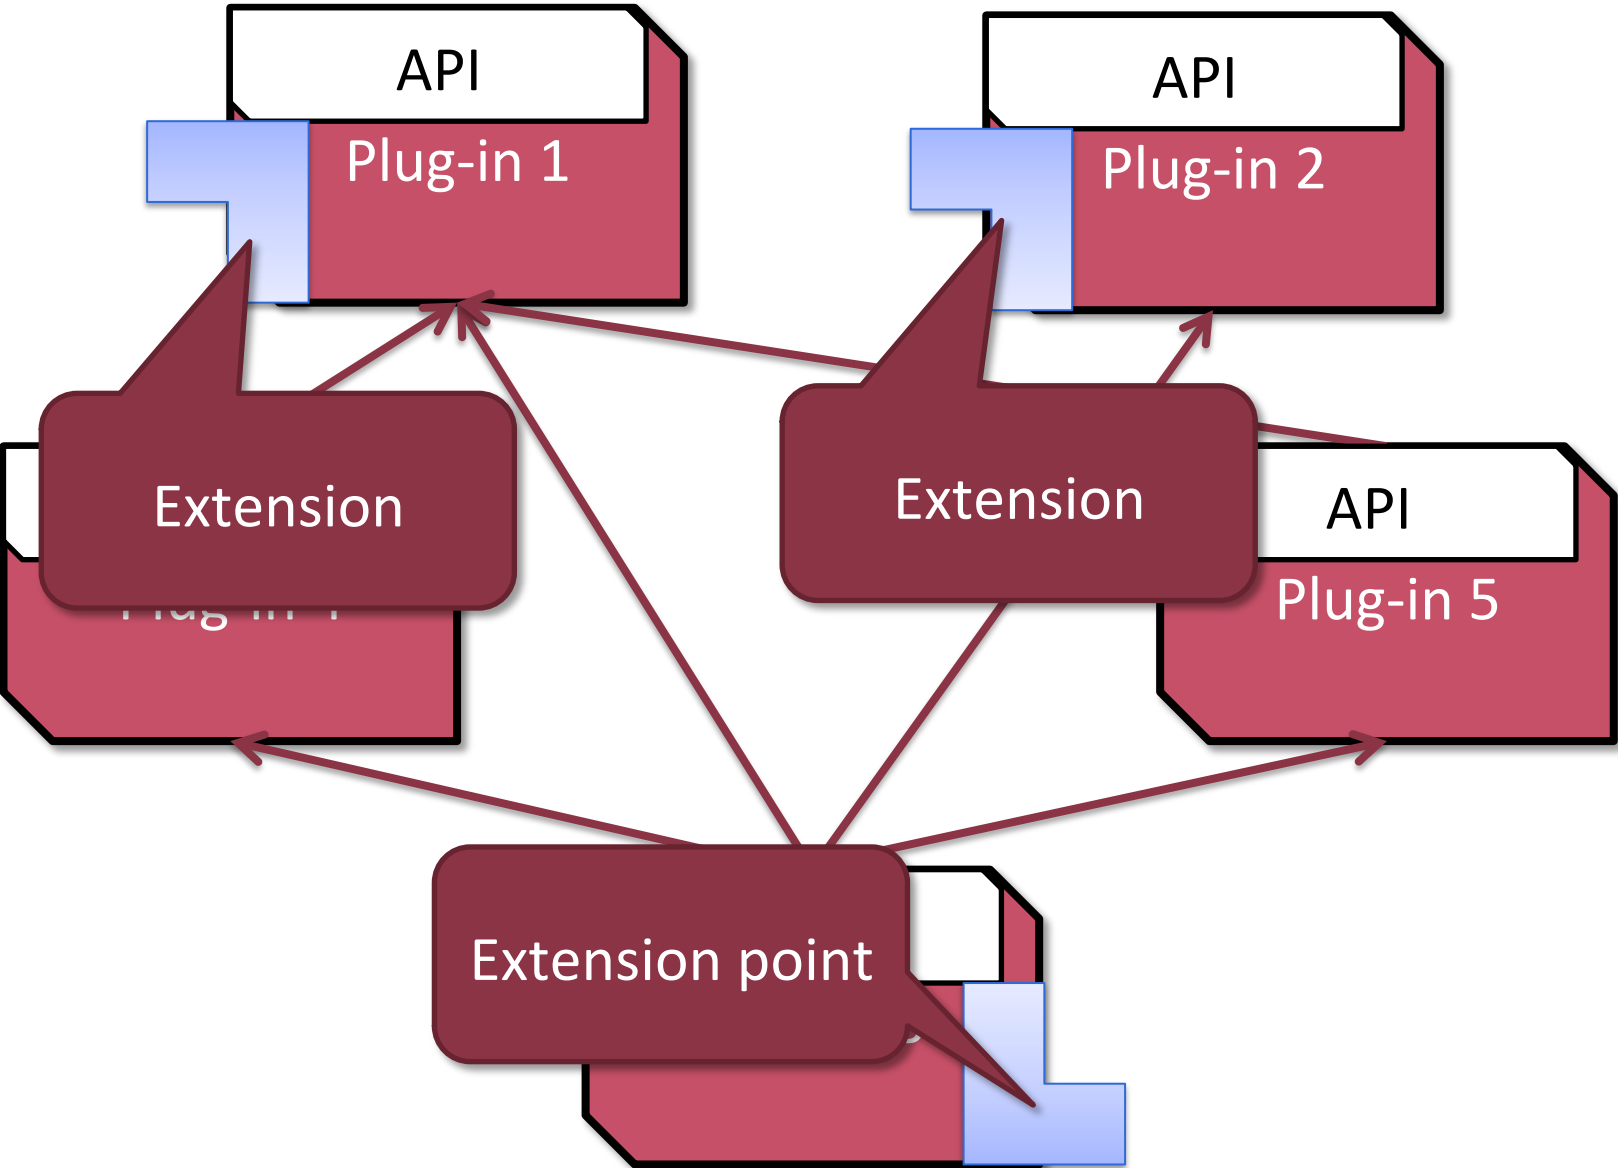 API
API
Plug-in 1
Plug-in 2
Extension
Extension
API
Plug-in 5
Extension point